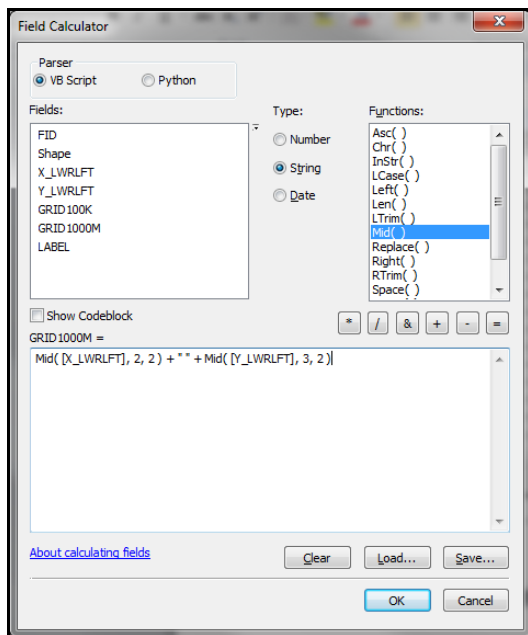 Field Calculator
Parser
VB Script Python
Fields: Type: Functions:
FID
Shape
X_LWRLFT
Y_LWRLFT
GRID100K
GRID1000M
LABEL
Number
String
Date
Asc( )
Chr( )
InStr( )
LCase( )
Left( )
Len( )
LTrim( )
Mid( )
Replace( )
Right( )
RTrim( )
Space( )
Show Codeblock
* / & + - =
GRID1000M =
Mid( [X_LWRLFT], 2, 2 ) + " " + Mid( [Y_LWRLFT], 3, 2 )
About calculating fields Clear Load... Save...
OK Cancel